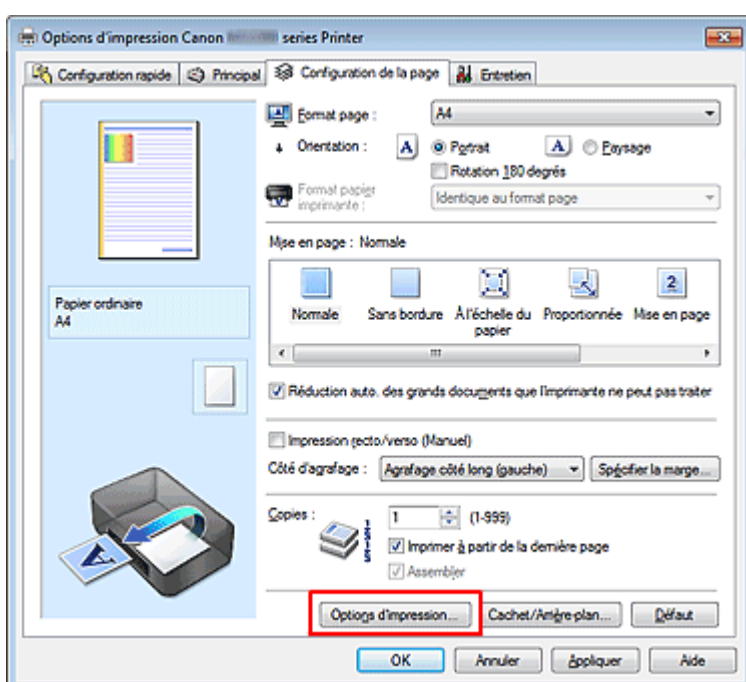 Options d'impression Canon series Printer
Configuration rapide Principal Configuration de la page Entretien
Format page : A4
Orientation : A Portrait A Paysage
Rotation 180 degrés
Format papier imprimante : Identique au format page
Mise en page : Normale
Normale Sans bordure À l'échelle du papier Proportionnée Mise en page
Papier ordinaire
A4
Réduction auto. des grands documents que l'imprimante ne peut pas traiter
Impression recto/verso (Manuel)
Côté d'agrafage : Agrafage côté long (gauche) Spécifier la marge...
Copies : 1 (1-999)
Imprimer à partir de la dernière page
Assembler
Options d'impression... Cachet/Arrière-plan... Défaut
OK Annuler Appliquer Aide